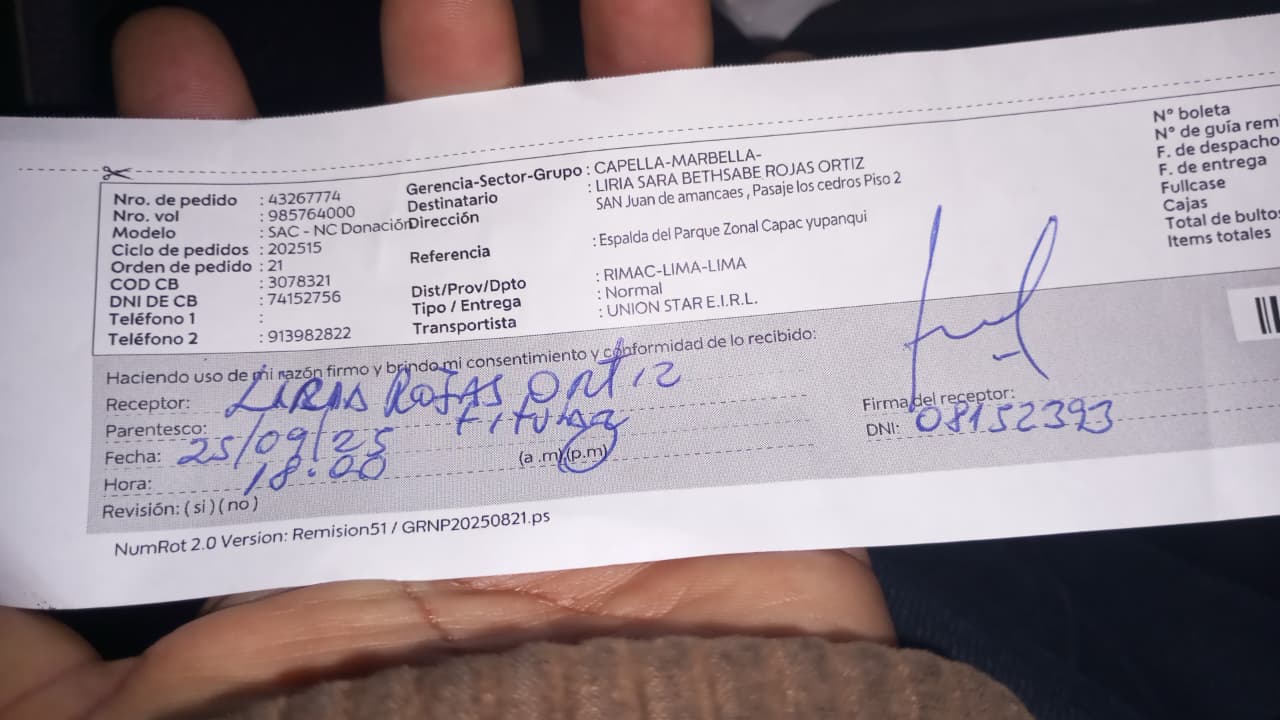 Nro. de pedido : 43267774
Nro. vol : 985764000
Modelo : SAC - NC Donación
Ciclo de pedidos : 202515
Orden de pedido : 21
COD CB : 3078321
DNI DE CB : 74152756
Teléfono 1 :
Teléfono 2 : 913982822
Gerencia-Sector-Grupo : CAPELLA-MARBELLA-
Destinatario : LIRIA SARA BETHSABE ROJAS ORTIZ
Dirección SAN Juan de amancaes , Pasaje los cedros Piso 2
Referencia : Espalda del Parque Zonal Capac yupanqui
Dist/Prov/Dpto : RIMAC-LIMA-LIMA
Tipo / Entrega : Normal
Transportista : UNION STAR E.I.R.L.
N° boleta
N° de guía rem
F. de despacho
F. de entrega
Fullcase
Cajas
Total de bultos
Items totales
Haciendo uso de mi razón firmo y brindo mi consentimiento y conformidad de lo recibido:
Receptor: LIRIA ROJAS ORTIZ
Parentesco: titular
Fecha: 25/09/25
Hora: 18:00 (a .m) (p.m)
Revisión: ( si ) ( no )
Firma del receptor:
DNI: 08152393
NumRot 2.0 Version: Remision51 / GRNP20250821.ps